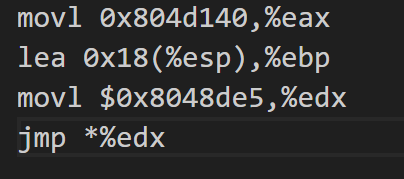 movl 0x804d140,%eax
lea 0x18(%esp),%ebp
movl $0x8048de5,%edx
jmp *%edx